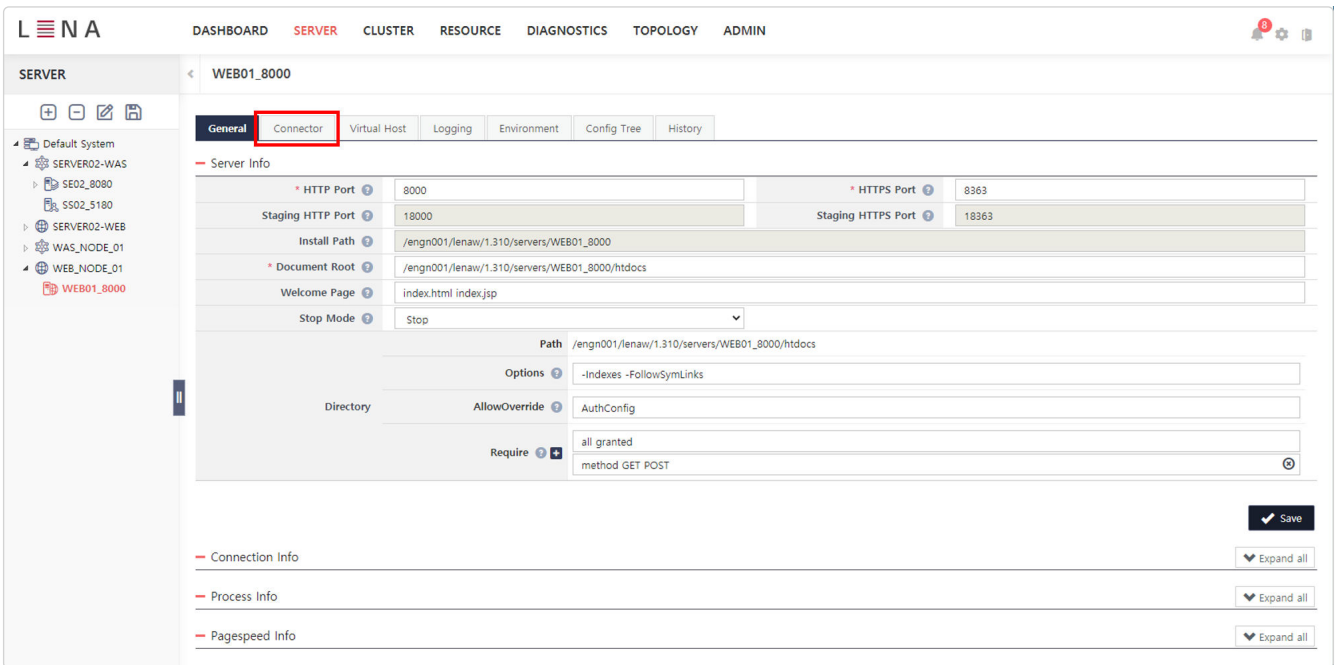 LENA
DASHBOARD SERVER CLUSTER RESOURCE DIAGNOSTICS TOPOLOGY ADMIN
8
SERVER
WEB01_8000
Default System
SERVER02-WAS
SE02_8080
SS02_5180
SERVER02-WEB
WAS_NODE_01
WEB_NODE_01
WEB01_8000
General Connector Virtual Host Logging Environment Config Tree History
Server Info
* HTTP Port ? 8000 * HTTPS Port ? 8363
Staging HTTP Port ? 18000 Staging HTTPS Port ? 18363
Install Path ? /engn001/lenaw/1.310/servers/WEB01_8000
* Document Root ? /engn001/lenaw/1.310/servers/WEB01_8000/htdocs
Welcome Page ? index.html index.jsp
Stop Mode ? Stop
Directory
Path /engn001/lenaw/1.310/servers/WEB01_8000/htdocs
Options ? -Indexes -FollowSymLinks
AllowOverride ? AuthConfig
Require ? + all granted
method GET POST
Save
Connection Info Expand all
Process Info Expand all
Pagespeed Info Expand all